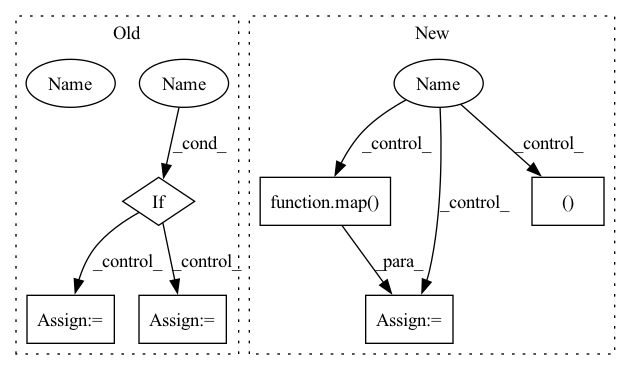 Old
New
Name
Name
Name
_cond_
_control_
_control_
_control_
If
function.map()
()
_control_
_control_
_para_
Assign:=
Assign:=
Assign:=